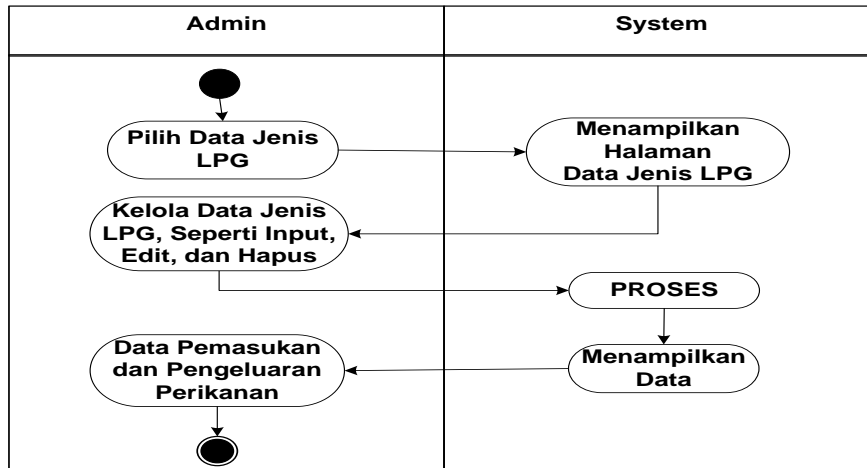 Admin
System
Pilih Data Jenis
LPG
Menampilkan
Halaman
Data Jenis LPG
Kelola Data Jenis
LPG, Seperti Input,
Edit, dan Hapus
PROSES
Menampilkan
Data
Data Pemasukan
dan Pengeluaran
Perikanan